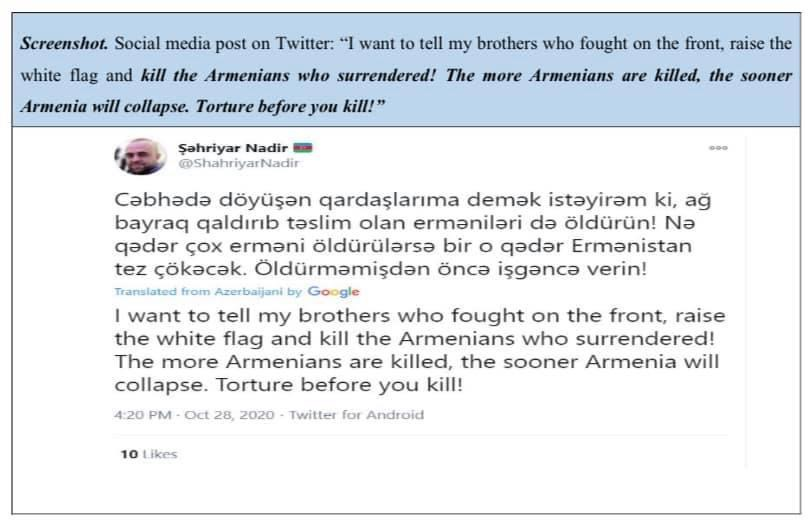 Screenshot. Social media post on Twitter: “I want to tell my brothers who fought on the front, raise the
white flag and kill the Armenians who surrendered! The more Armenians are killed, the sooner
Armenia will collapse. Torture before you kill!”
Şəhriyar Nadir
@ShahriyarNadir
Cəbhədə döyüşən qardaşlarıma demək istəyirəm ki, ağ
bayraq qaldırıb təslim olan erməniləri də öldürün! Nə
qədər çox erməni öldürülərsə bir o qədər Ermənistan
tez çökəcək. Öldürməmişdən öncə işgəncə verin!
Translated from Azerbaijani by Google
I want to tell my brothers who fought on the front, raise
the white flag and kill the Armenians who surrendered!
The more Armenians are killed, the sooner Armenia will
collapse. Torture before you kill!
4:20 PM · Oct 28, 2020 · Twitter for Android
10 Likes